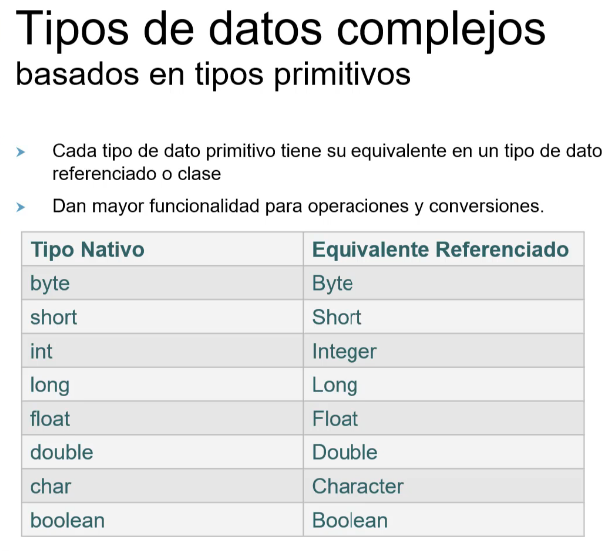 Tipos de datos complejos
basados en tipos primitivos
Cada tipo de dato primitivo tiene su equivalente en un tipo de dato
referenciado o clase
Dan mayor funcionalidad para operaciones y conversiones.
Tipo Nativo Equivalente Referenciado
byte Byte
short Short
int Integer
long Long
float Float
double Double
char Character
boolean Boolean